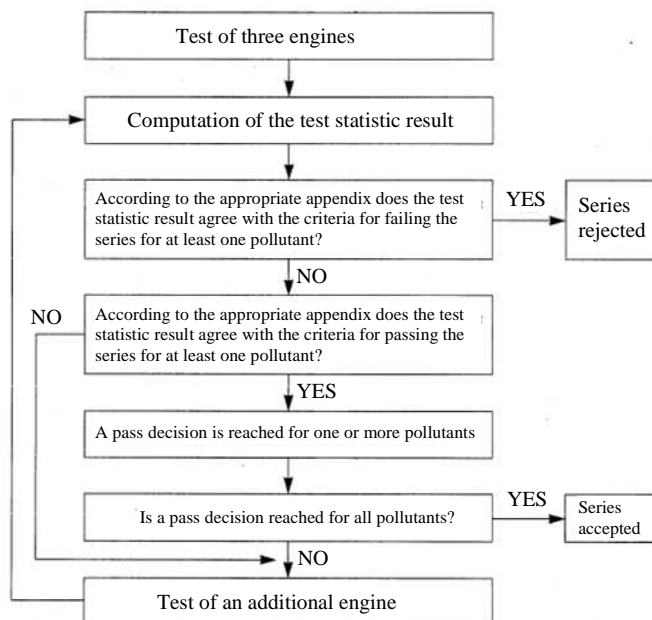 Test of three engines
Computation of the test statistic result
According to the appropriate appendix does the test
statistic result agree with the criteria for failing the
series for at least one pollutant?
YES
Series
rejected
NO
NO
According to the appropriate appendix does the test
statistic result agree with the criteria for passing the
series for at least one pollutant?
YES
A pass decision is reached for one or more pollutants
Is a pass decision reached for all pollutants?
YES
Series
accepted
NO
Test of an additional engine